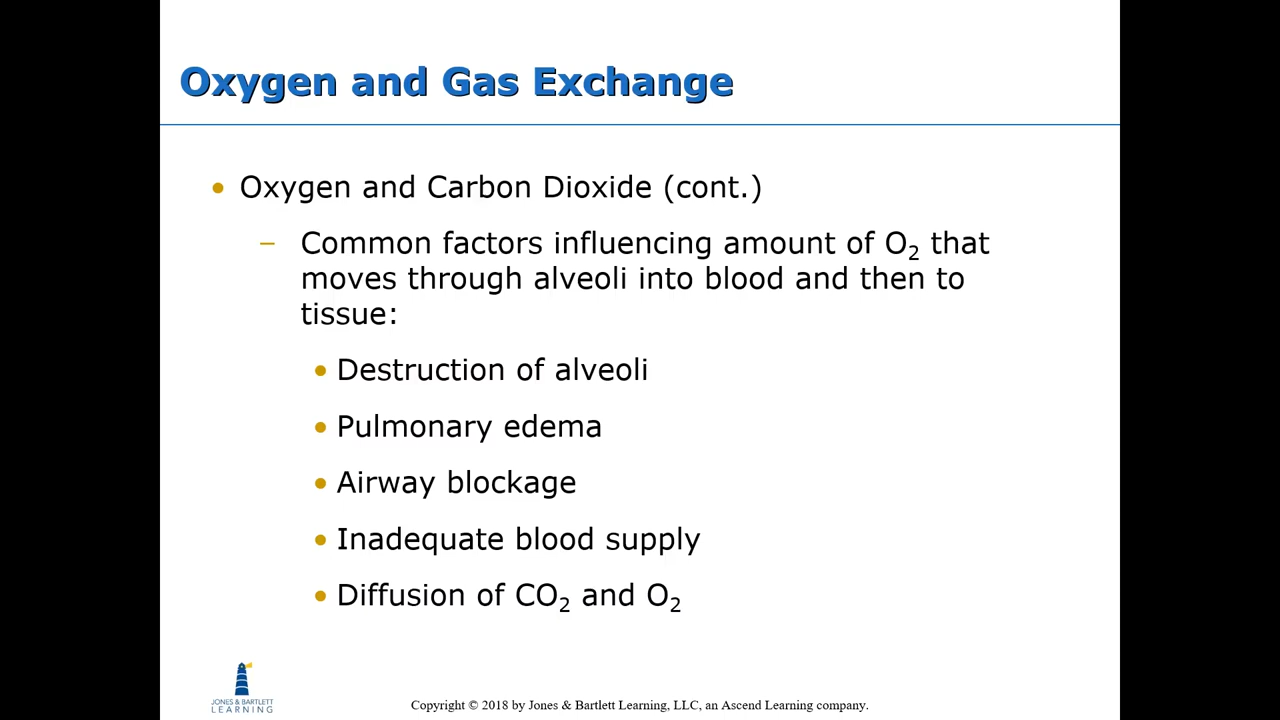 Oxygen and Gas Exchange
• Oxygen and Carbon Dioxide (cont.)
– Common factors influencing amount of O₂ that
moves through alveoli into blood and then to
tissue:
• Destruction of alveoli
• Pulmonary edema
• Airway blockage
• Inadequate blood supply
• Diffusion of CO₂ and O₂
JONES & BARTLETT
LEARNING
Copyright © 2018 by Jones & Bartlett Learning, LLC, an Ascend Learning company.